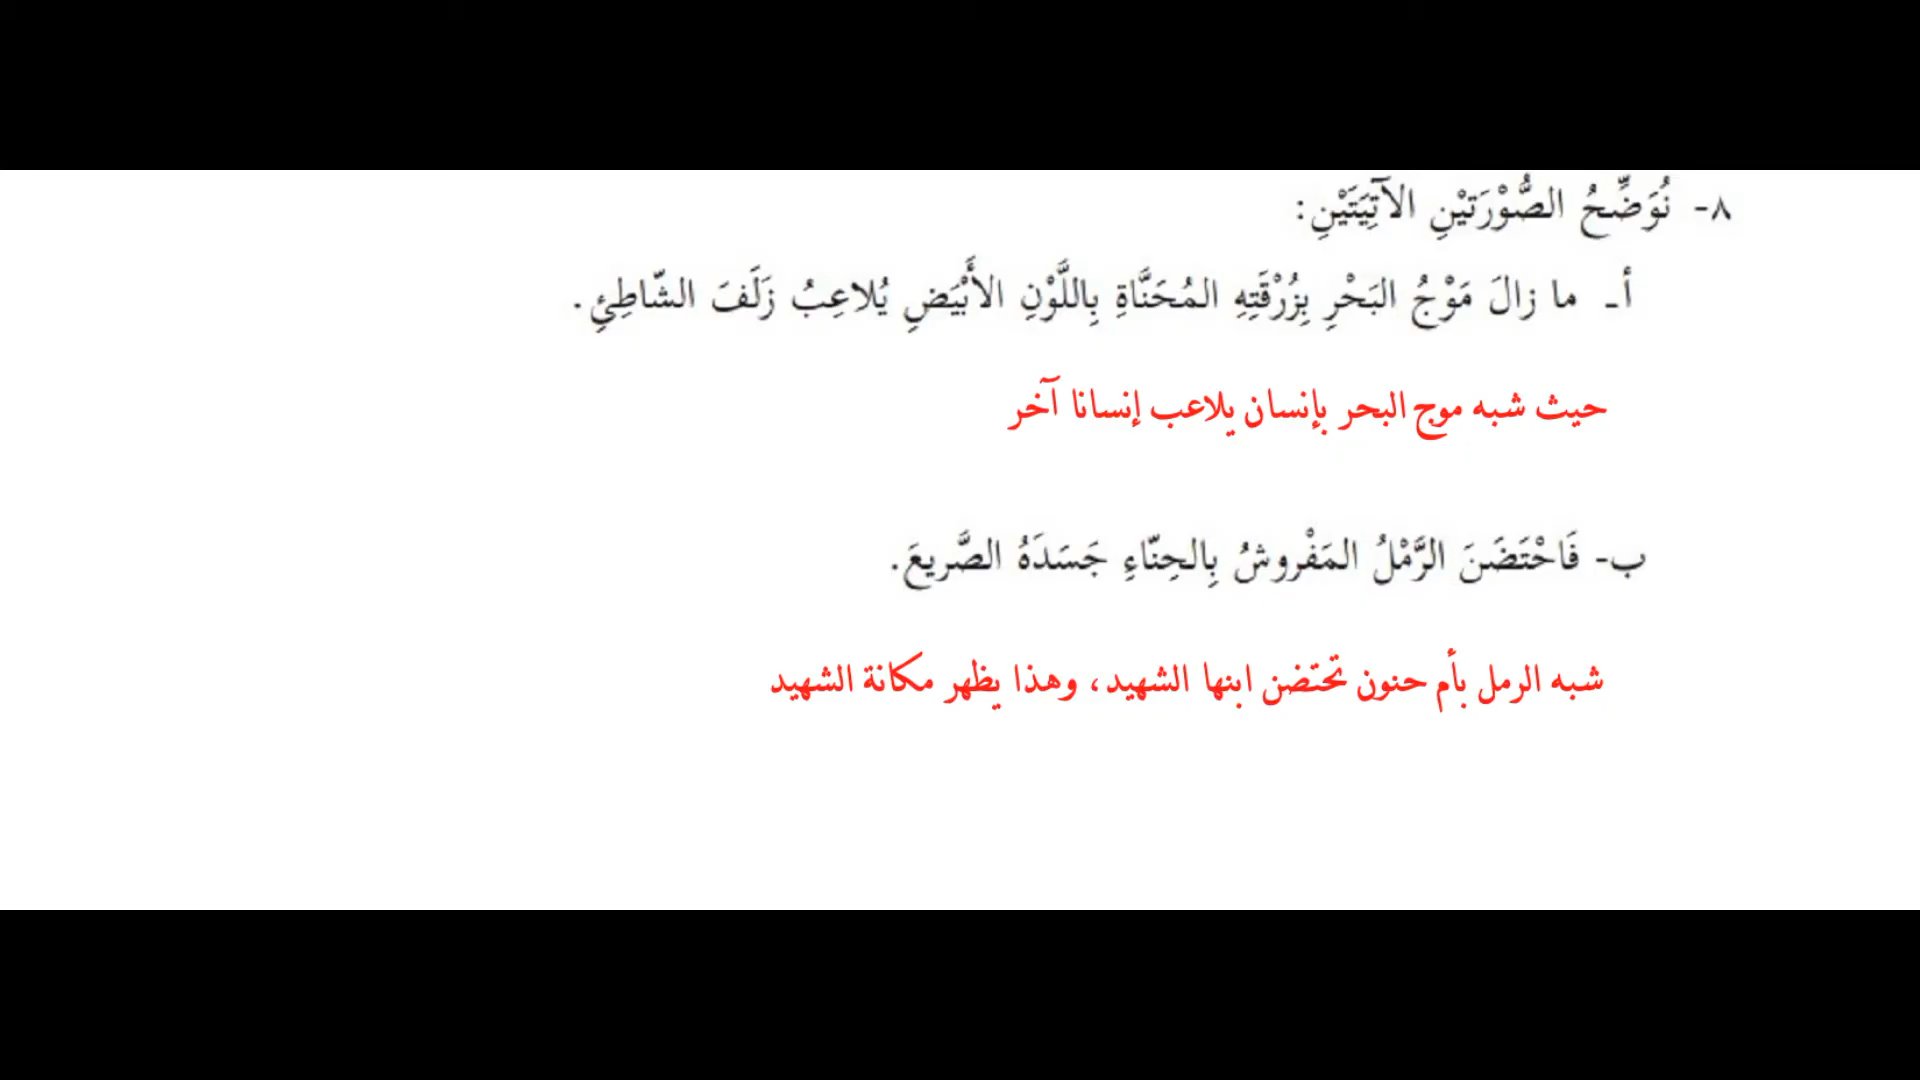 ٨- نُوَضِّحُ الصُّوْرَتيْنِ الآتِيَتَيْنِ:
أ- ما زالَ مَوْجُ البَحْرِ بِزُرْقَتِهِ المُحَنَّاةِ بِاللَّوْنِ الأَبْيَضِ يُلاعِبُ زَلَفَ الشّاطِئِ.
حيث شبه موج البحر بإنسان يلاعب إنسانا آخر
ب- فَاحْتَضَنَ الرَّمْلُ المَفْروشُ بِالحِنّاءِ جَسَدَهُ الصَّريعَ.
شبه الرمل بأم حنون تحتضن ابنها الشهيد، وهذا يظهر مكانة الشهيد